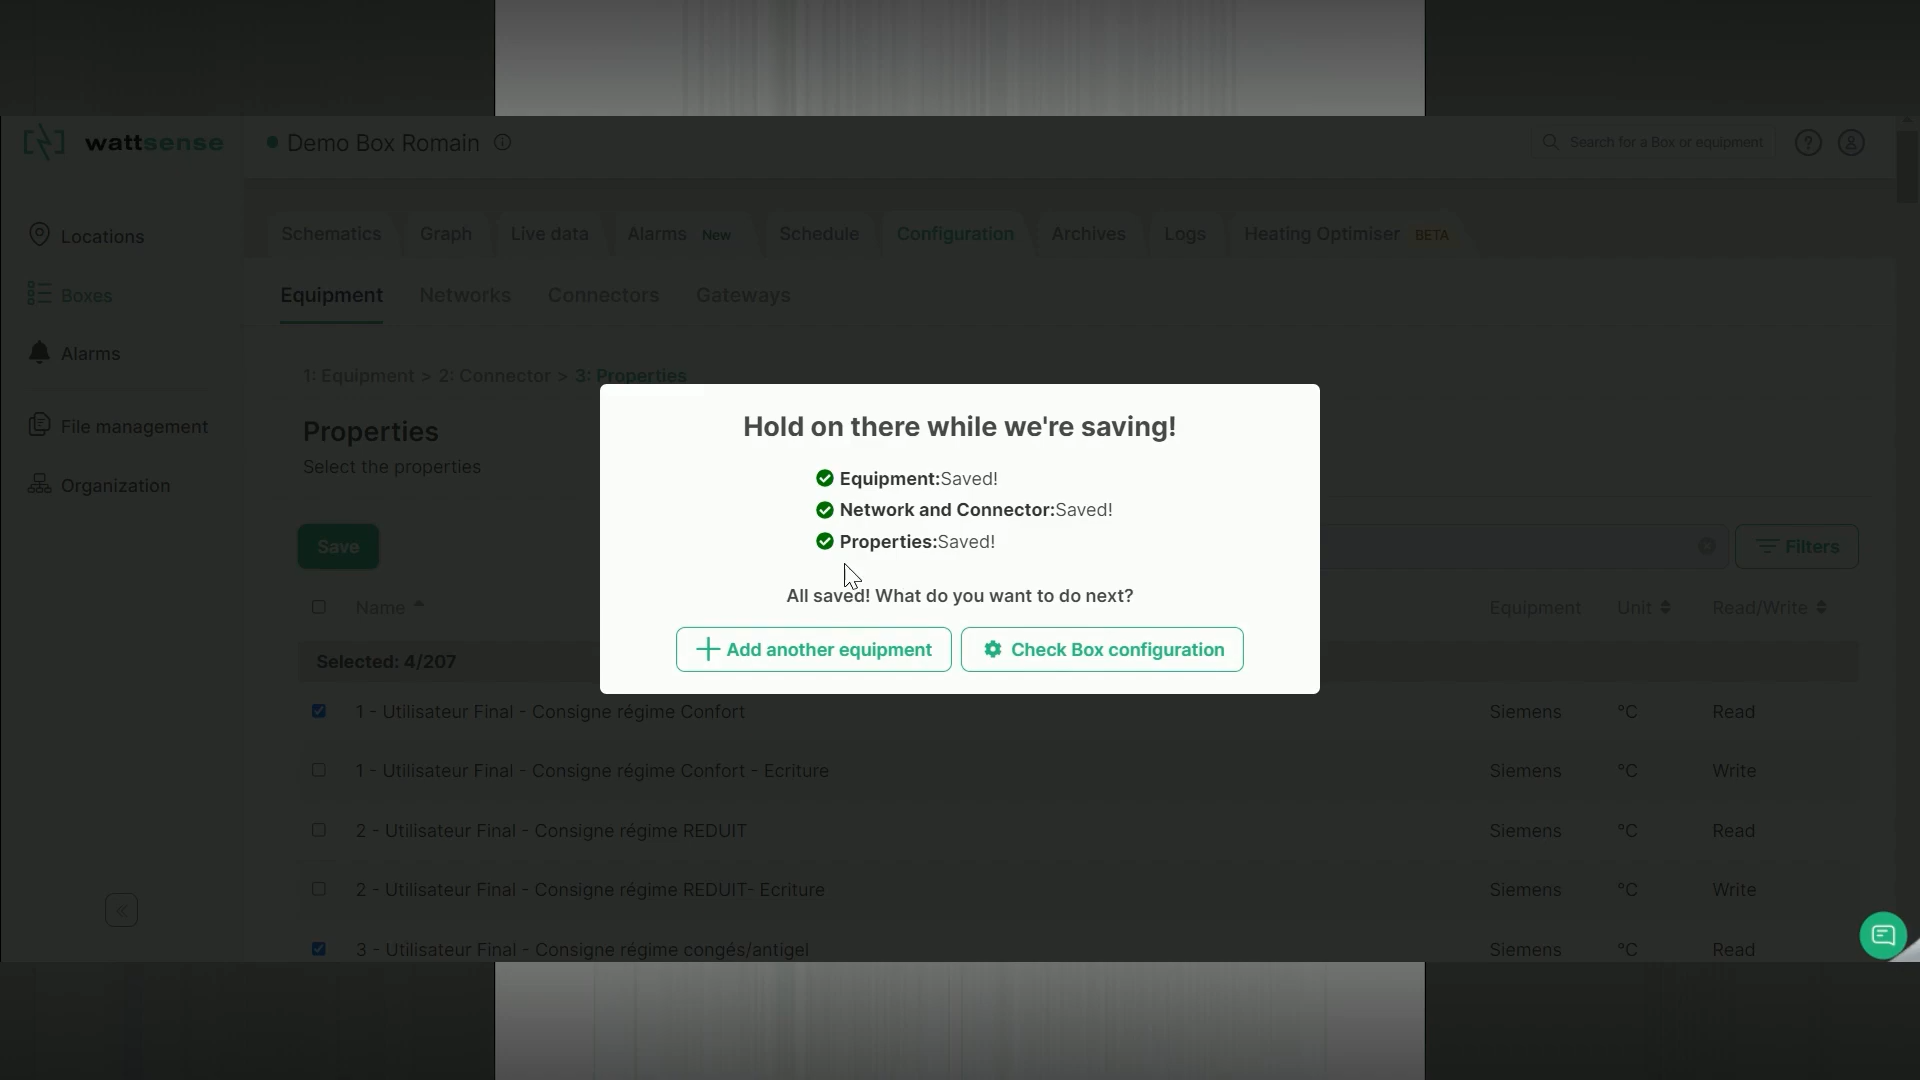 wattsense
Demo Box Romain
Search for a Box or equipment
Locations
Boxes
Alarms
File management
Organization
Schematics Graph Live data Alarms New Schedule Configuration Archives Logs Heating Optimiser BETA
Equipment Networks Connectors Gateways
1: Equipment > 2: Connector > 3: Properties
Properties
Select the properties
Hold on there while we're saving!
Equipment:Saved!
Network and Connector:Saved!
Properties:Saved!
All saved! What do you want to do next?
Add another equipment Check Box configuration
Save
Filters
Name Equipment Unit Read/Write
Selected: 4/207
1 - Utilisateur Final - Consigne régime Confort Siemens °C Read
1 - Utilisateur Final - Consigne régime Confort - Ecriture Siemens °C Write
2 - Utilisateur Final - Consigne régime REDUIT Siemens °C Read
2 - Utilisateur Final - Consigne régime REDUIT- Ecriture Siemens °C Write
3 - Utilisateur Final - Consigne régime congés/antigel Siemens °C Read